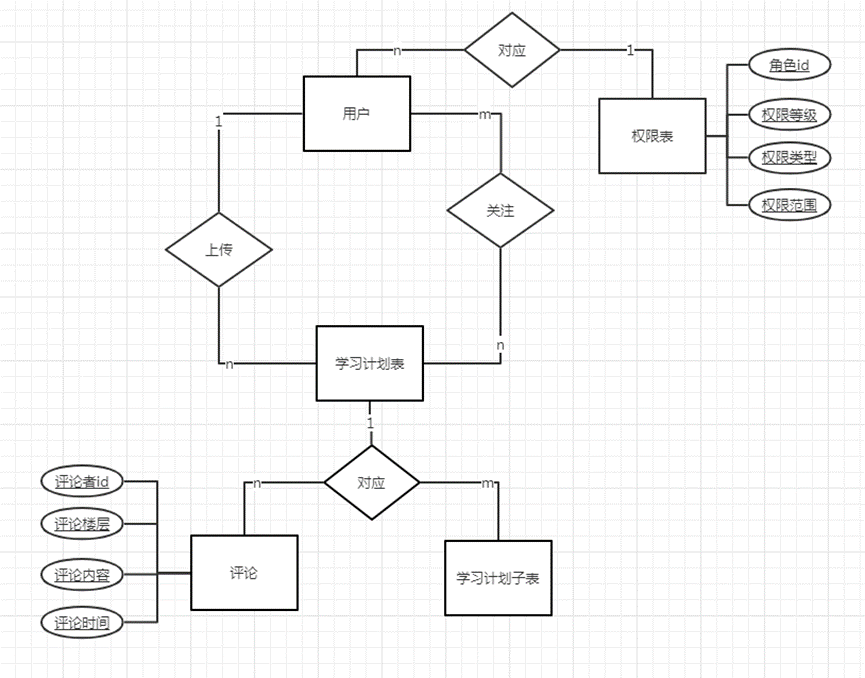 n
对应
1
角色id
用户
权限表
权限等级
权限类型
权限范围
1
m
上传
关注
n
学习计划表
n
1
n
对应
m
评论者id
评论楼层
评论内容
评论时间
评论
学习计划子表